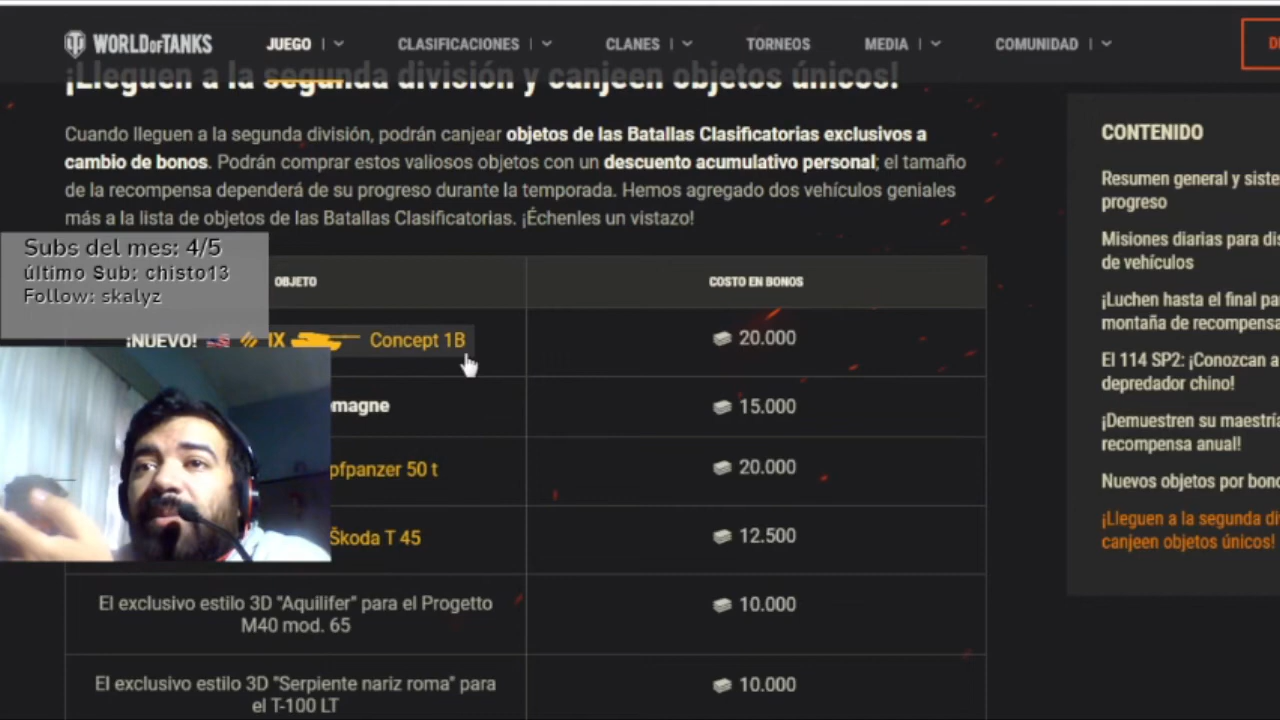 WORLD OF TANKS
JUEGO
CLASIFICACIONES
CLANES
TORNEOS
MEDIA
COMUNIDAD
¡Lleguen a la segunda división y canjeen objetos únicos!
Cuando lleguen a la segunda división, podrán canjear objetos de las Batallas Clasificatorias exclusivos a
cambio de bonos. Podrán comprar estos valiosos objetos con un descuento acumulativo personal; el tamaño
de la recompensa dependerá de su progreso durante la temporada. Hemos agregado dos vehículos geniales
más a la lista de objetos de las Batallas Clasificatorias. ¡Échenles un vistazo!
Subs del mes: 4/5
último Sub: chisto13
Follow: skalyz
OBJETO
COSTO EN BONOS
¡NUEVO! IX Concept 1B
20.000
magne
15.000
pfpanzer 50 t
20.000
Škoda T 45
12.500
El exclusivo estilo 3D "Aquilifer" para el Progetto
M40 mod. 65
10.000
El exclusivo estilo 3D "Serpiente nariz roma" para
el T-100 LT
10.000
CONTENIDO
Resumen general y siste
progreso
Misiones diarias para dis
de vehículos
¡Luchen hasta el final pa
montaña de recompensa
El 114 SP2: ¡Conozcan a
depredador chino!
¡Demuestren su maestría
recompensa anual!
Nuevos objetos por bono
¡Lleguen a la segunda di
canjeen objetos únicos!